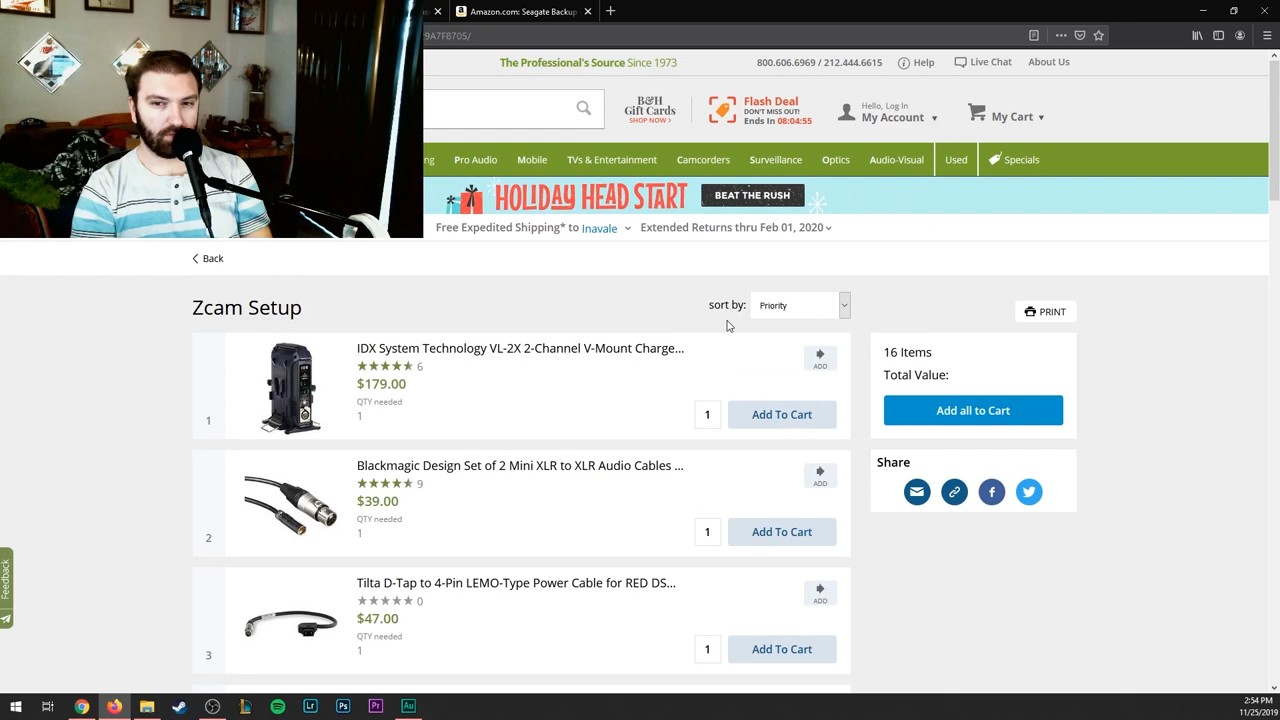 Amazon.com: Seagate Backup
9A7F8705/
The Professional's Source Since 1973
800.606.6969 / 212.444.6615
Help
Live Chat
About Us
B&H
Gift Cards
SHOP NOW >
Flash Deal
DON'T MISS OUT!
Ends In 08:04:55
Hello, Log In
My Account
My Cart
ng
Pro Audio
Mobile
TVs & Entertainment
Camcorders
Surveillance
Optics
Audio-Visual
Used
Specials
HOLIDAY HEAD START
BEAT THE RUSH
Free Expedited Shipping* to Inavale
Extended Returns thru Feb 01, 2020
Back
Zcam Setup
sort by:
Priority
PRINT
IDX System Technology VL-2X 2-Channel V-Mount Charge...
6
$179.00
QTY needed
1
1
ADD
1
Add To Cart
16 Items
Total Value:
Add all to Cart
Share
Blackmagic Design Set of 2 Mini XLR to XLR Audio Cables ...
9
$39.00
QTY needed
1
2
ADD
1
Add To Cart
Tilta D-Tap to 4-Pin LEMO-Type Power Cable for RED DS...
0
$47.00
QTY needed
1
3
ADD
1
Add To Cart
Feedback
Lr
Ps
Pr
Au
2:54 PM
11/25/2019